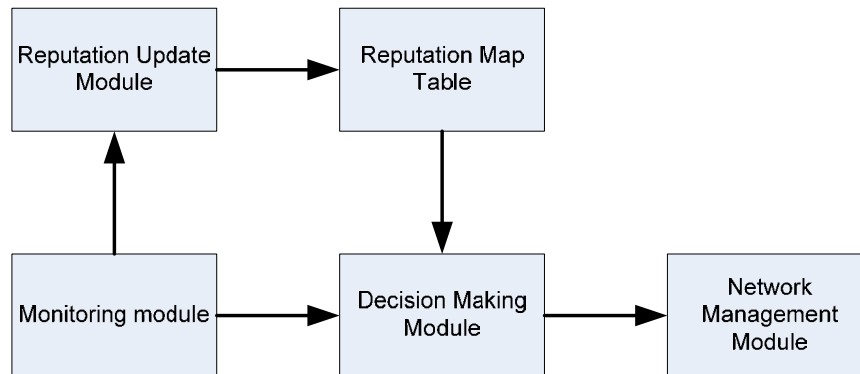 Reputation Update
Module
Reputation Map
Table
Monitoring module
Decision Making
Module
Network
Management
Module